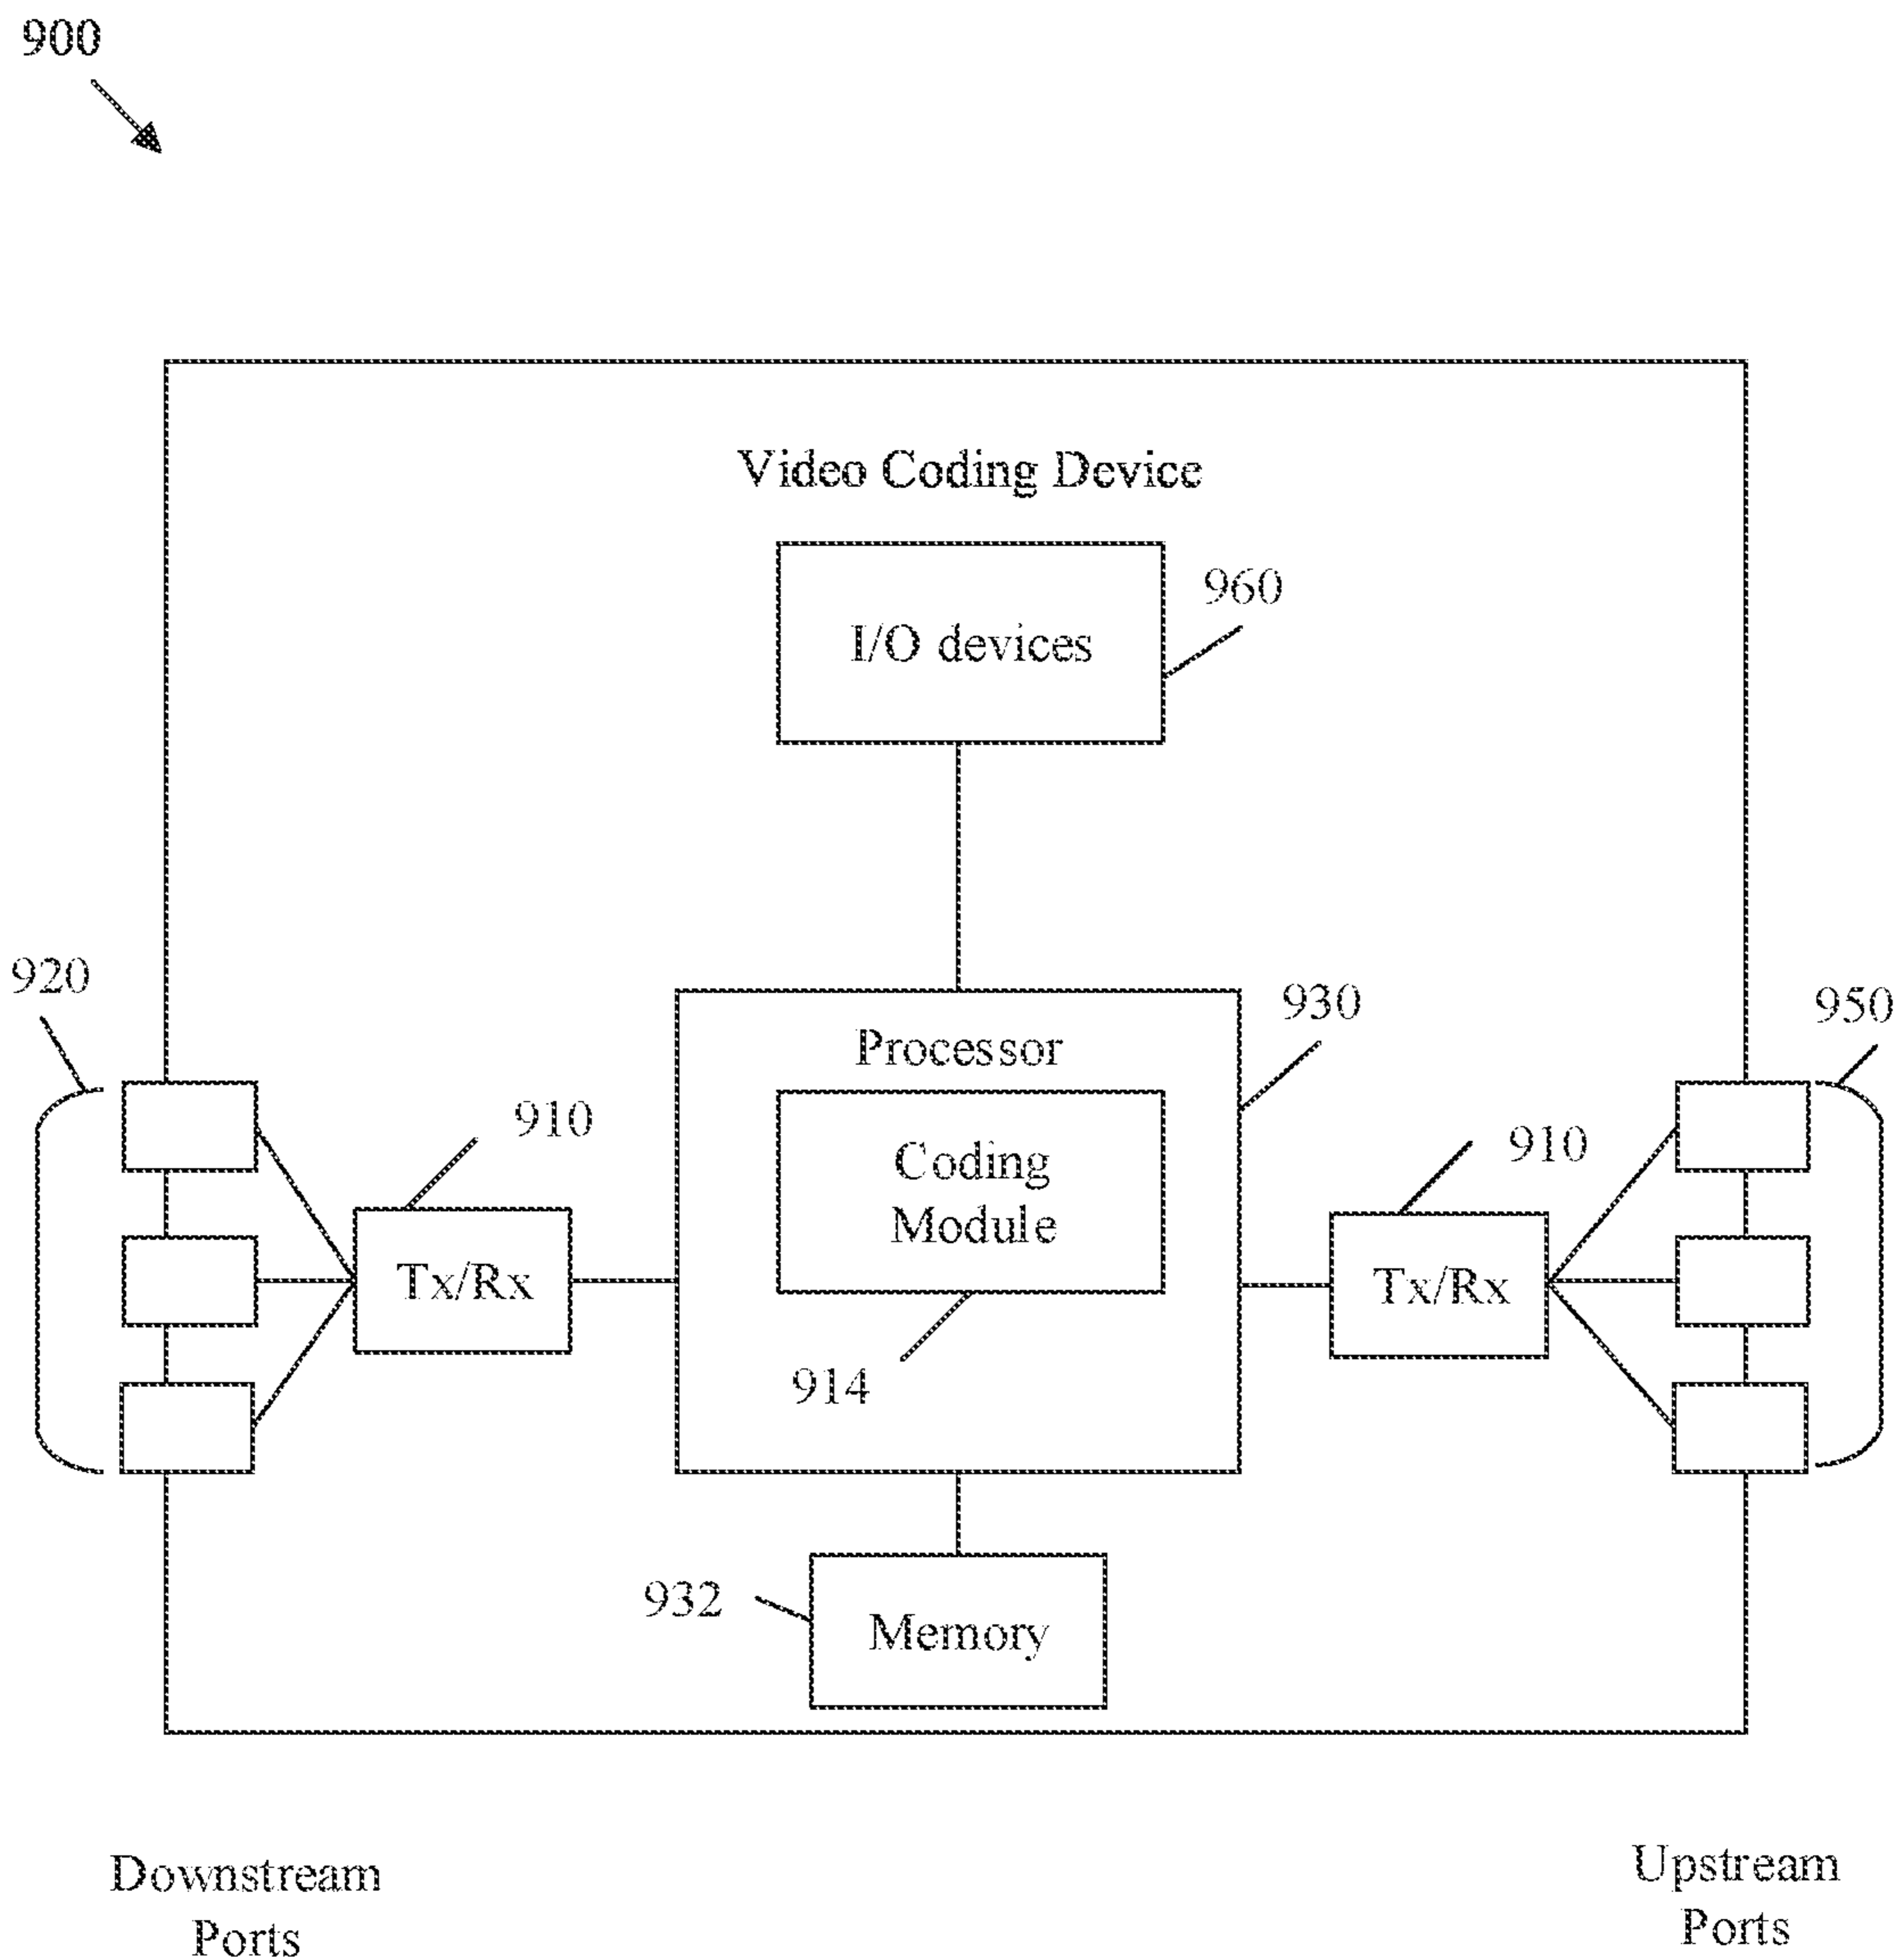 900
Video Coding Device
I/O devices
960
920
930
950
Processor
910
Coding
Module
910
Tx/Rx
Tx/Rx
914
932
Memory
Downstream
Ports
Upstream
Ports